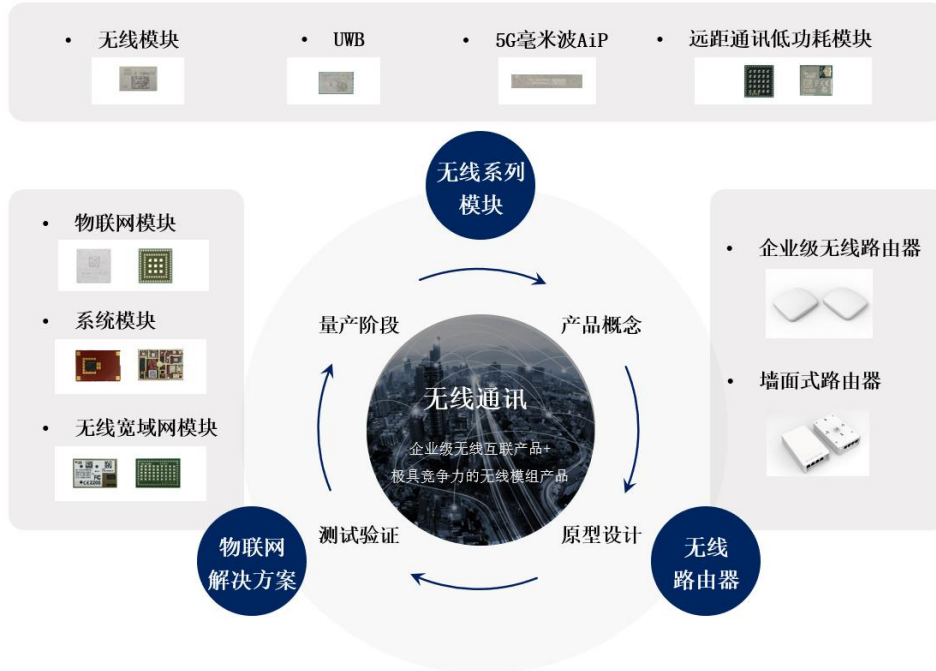 • 无线模块
• UWB
• 5G毫米波AiP
• 远距通讯低功耗模块
无线系列
模块
• 物联网模块
• 系统模块
• 无线宽域网模块
• 企业级无线路由器
• 墙面式路由器
量产阶段
产品概念
无线通讯
企业级无线互联产品+
极具竞争力的无线模组产品
测试验证
原型设计
物联网
解决方案
无线
路由器